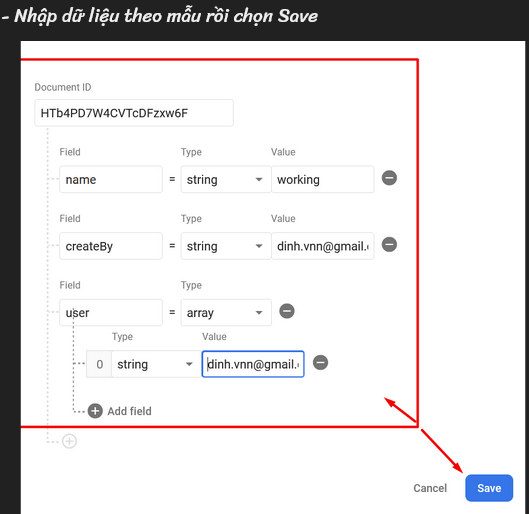 - Nhập dữ liệu theo mẫu rồi chọn Save
Document ID
HTb4PD7W4CVTcDFzxw6F
Field Type Value
name = string working
Field Type Value
createBy = string dinh.vnn@gmail.
Field Type
user = array
Type Value
0 string dinh.vnn@gmail.
Add field
Cancel Save